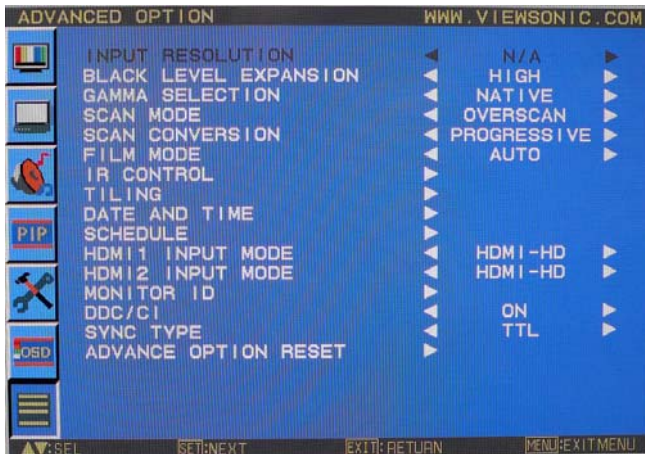 ADVANCED OPTION WWW.VIEWSONIC.COM
INPUT RESOLUTION N/A
BLACK LEVEL EXPANSION HIGH
GAMMA SELECTION NATIVE
SCAN MODE OVERSCAN
SCAN CONVERSION PROGRESSIVE
FILM MODE AUTO
IR CONTROL
TILING
DATE AND TIME
PIP SCHEDULE
HDMI1 INPUT MODE HDMI-HD
HDMI2 INPUT MODE HDMI-HD
MONITOR ID
DDC/CI ON
SYNC TYPE TTL
OSD ADVANCE OPTION RESET
▲▼:SEL SET:NEXT EXIT:RETURN MENU:EXITMENU